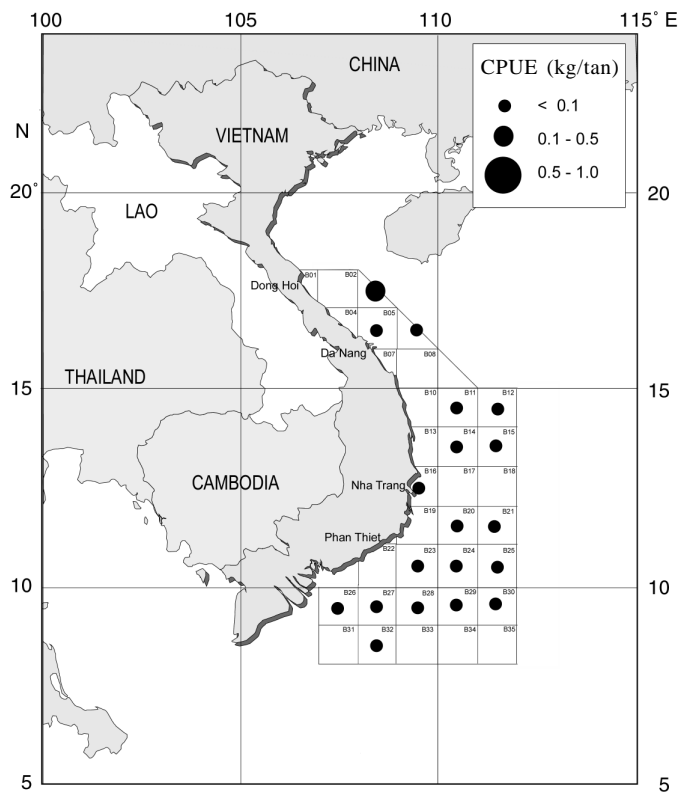 100 105 110 115° E
CHINA
CPUE (kg/tan)
< 0.1
0.1 - 0.5
0.5 - 1.0
N
VIETNAM
20° 20
LAO
B01 B02
Dong Hoi
B04 B05
Da Nang
B07 B08
THAILAND
15 15
B10 B11 B12
B13 B14 B15
CAMBODIA
B16 B17 B18
Nha Trang
B19 B20 B21
Phan Thiet
B22 B23 B24 B25
10 10
B26 B27 B28 B29 B30
B31 B32 B33 B34 B35
5 5